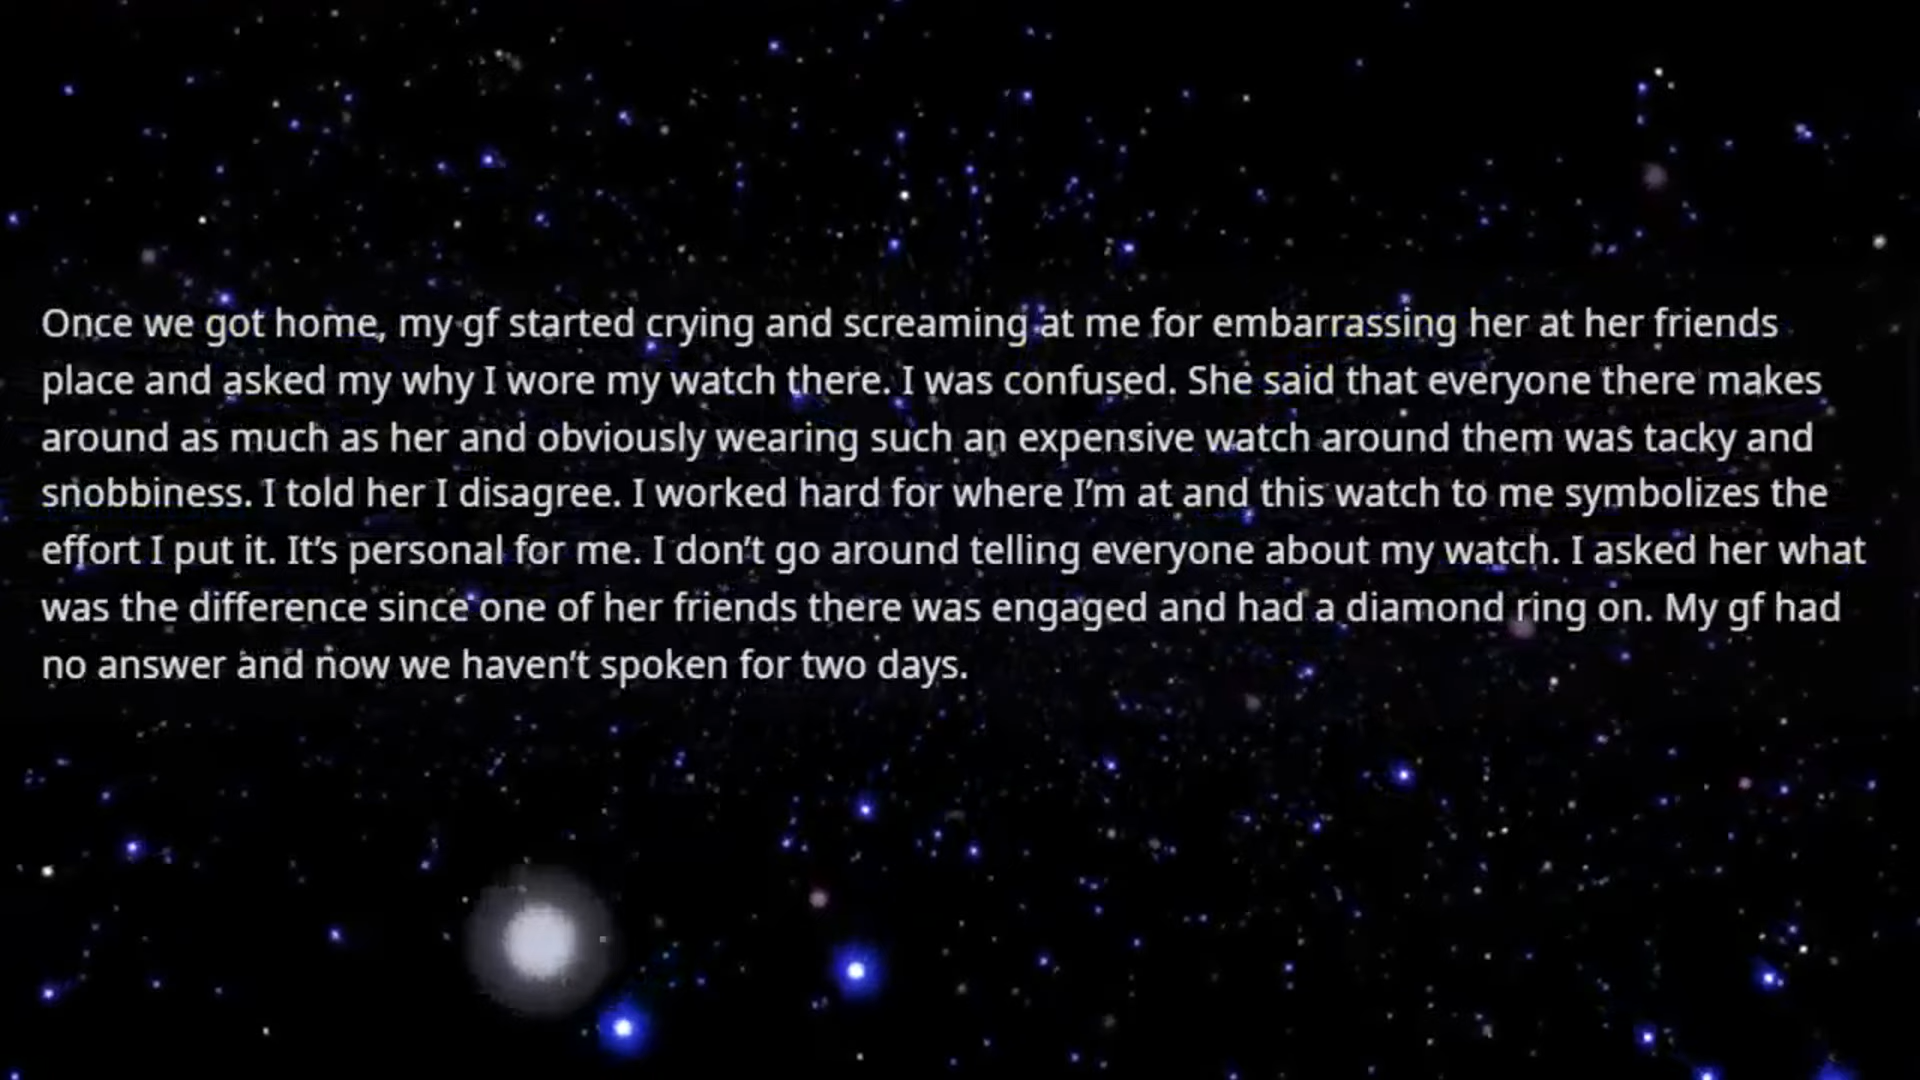 Once we got home, my gf started crying and screaming at me for embarrassing her at her friends
place and asked my why I wore my watch there. I was confused. She said that everyone there makes
around as much as her and obviously wearing such an expensive watch around them was tacky and
snobbiness. I told her I disagree. I worked hard for where I’m at and this watch to me symbolizes the
effort I put it. It’s personal for me. I don’t go around telling everyone about my watch. I asked her what
was the difference since one of her friends there was engaged and had a diamond ring on. My gf had
no answer and now we haven’t spoken for two days.